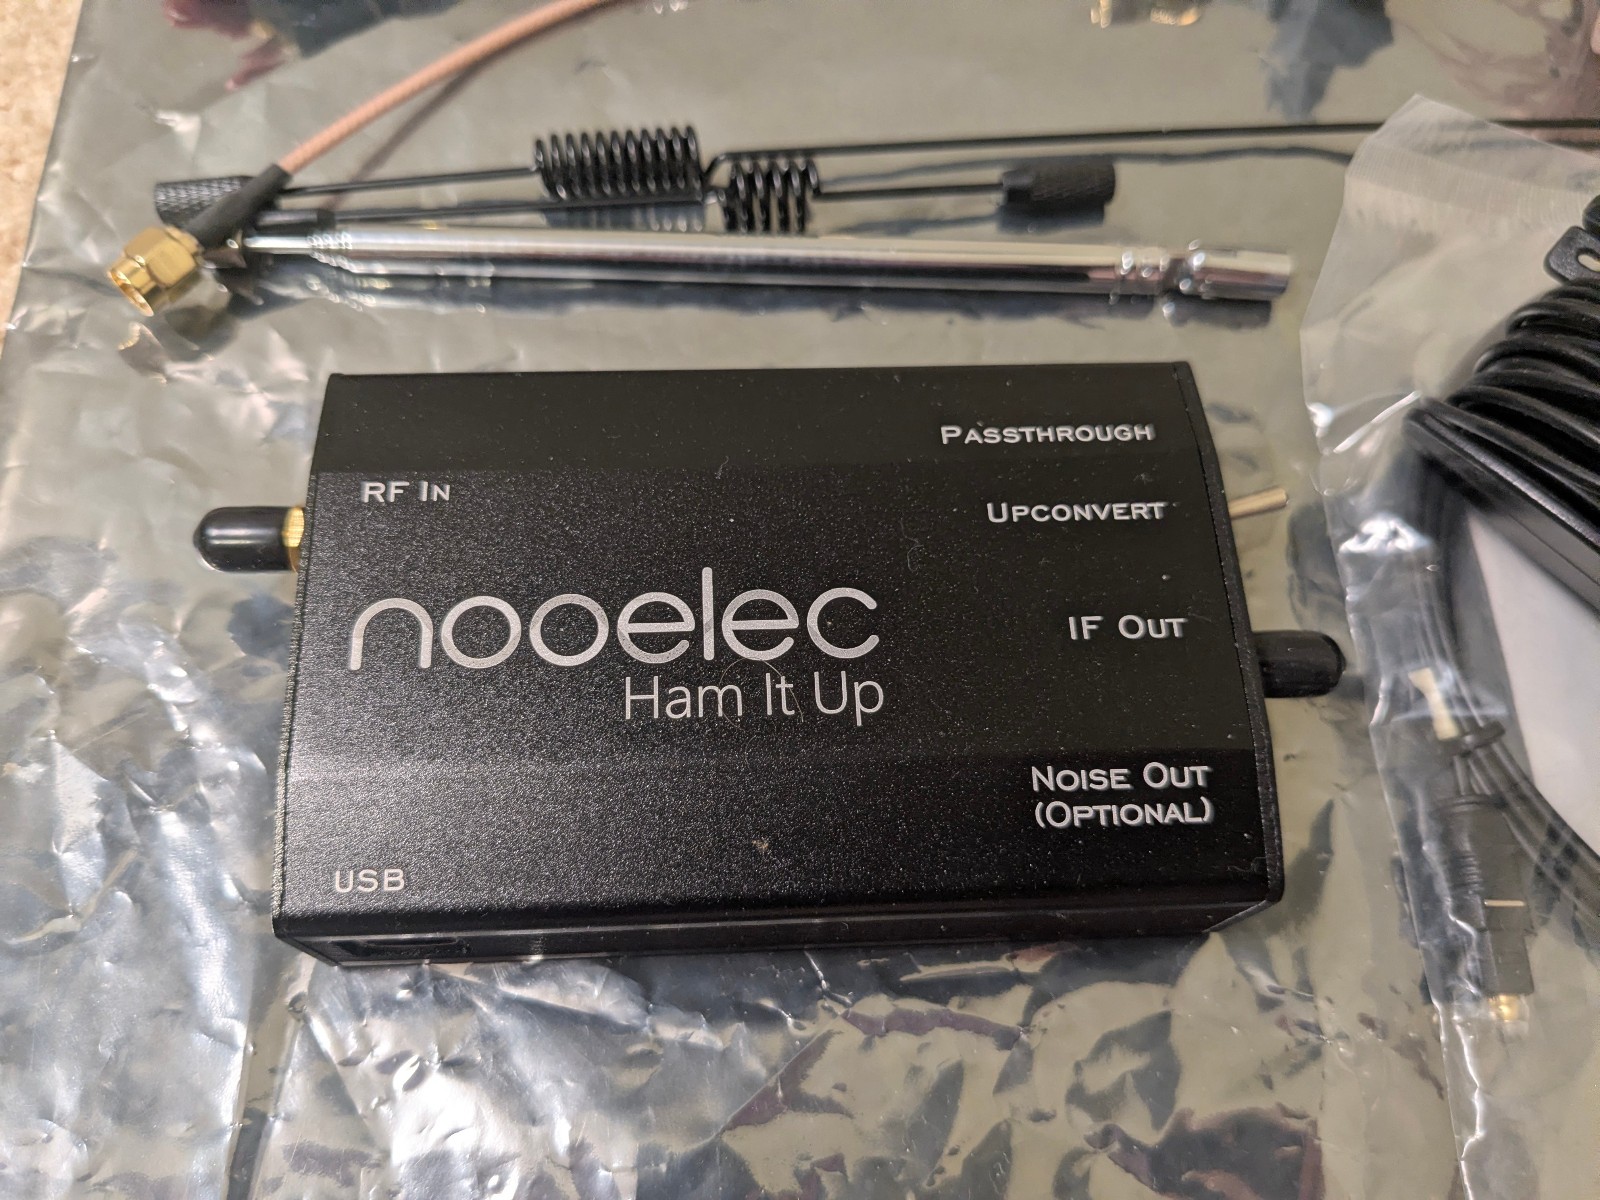 PASSTHROUGH
RF IN
UPCONVERT
nooelec
Ham It Up
IF OUT
NOISE OUT
(OPTIONAL)
USB